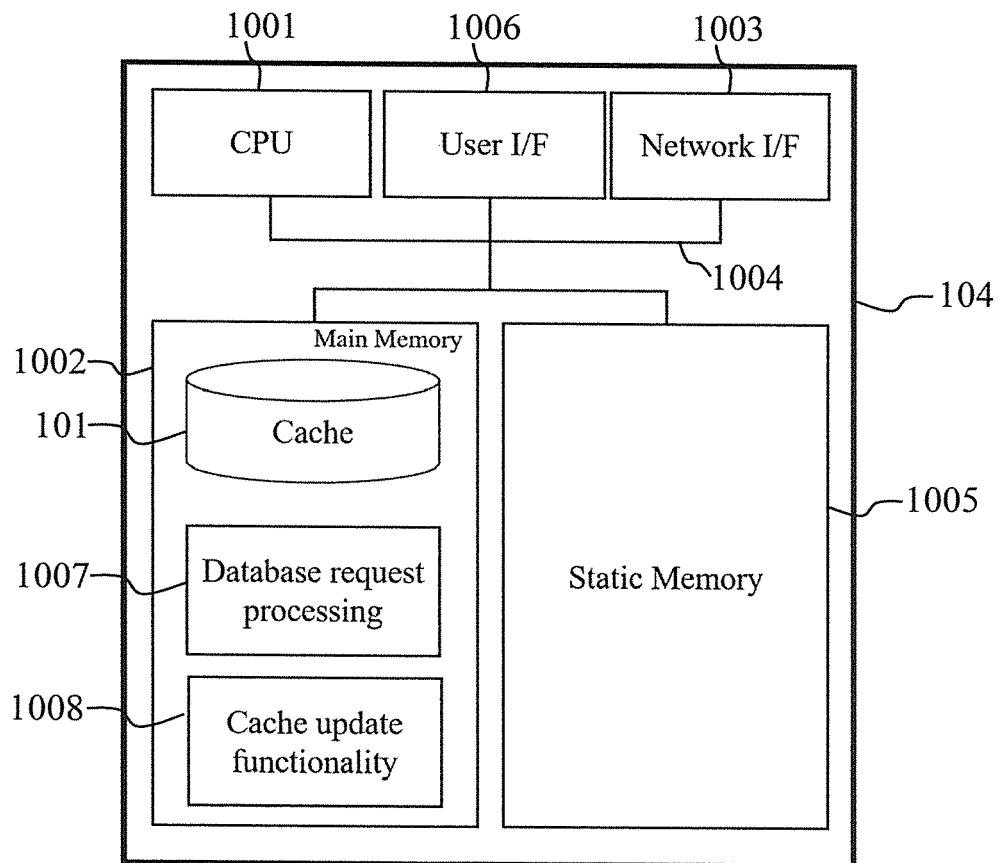 1001
1006
1003
CPU
User I/F
Network I/F
1004
104
Main Memory
1002
Cache
101
1005
Database request
processing
1007
Static Memory
Cache update
functionality
1008